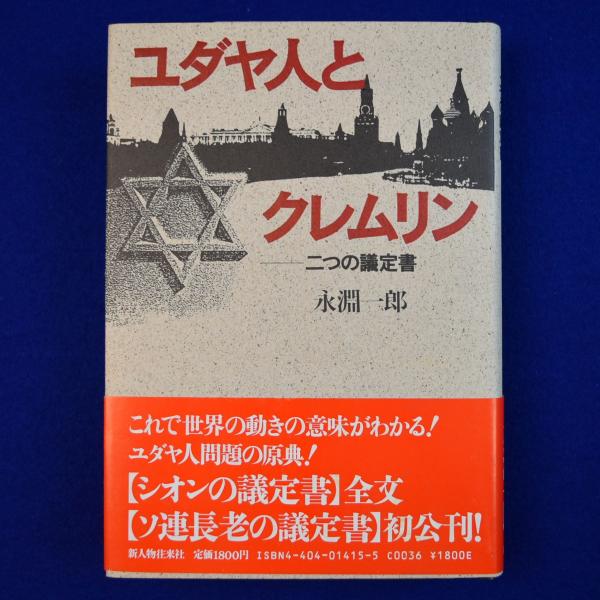 ユダヤ人と
クレムリン
──二つの議定書
永淵一郎
これで世界の動きの意味がわかる!
ユダヤ人問題の原典!
【シオンの議定書】全文
【ソ連長老の議定書】初公刊!
新人物往来社 定価1800円 ISBN4-404-01415-5 C0036 ¥1800E